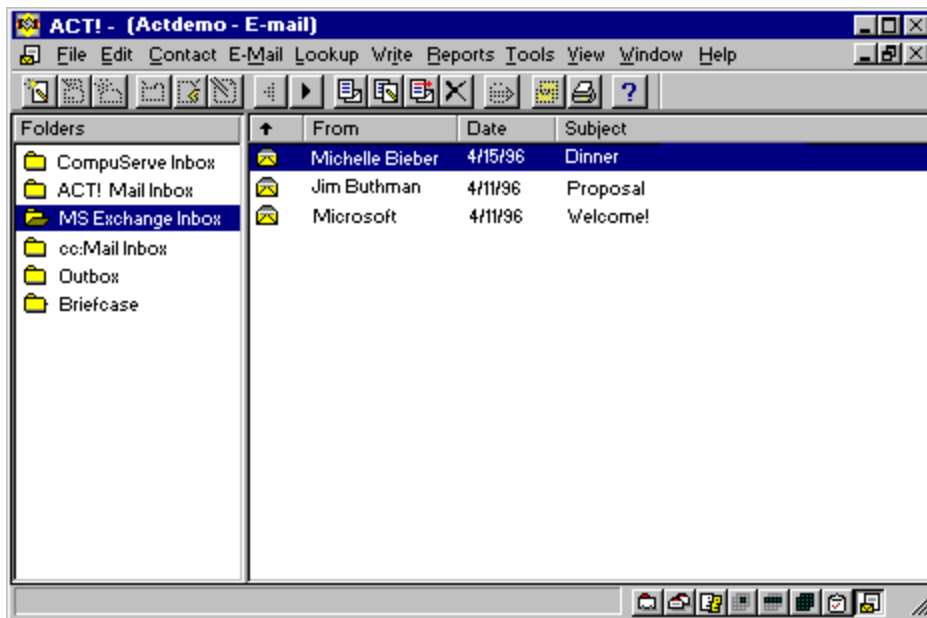 ACT! - (Actdemo - E-mail)
File Edit Contact E-Mail Lookup Write Reports Tools View Window Help
?
Folders
CompuServe Inbox
ACT! Mail Inbox
MS Exchange Inbox
cc:Mail Inbox
Outbox
Briefcase
From Date Subject
Michelle Bieber 4/15/96 Dinner
Jim Buthman 4/11/96 Proposal
Microsoft 4/11/96 Welcome!